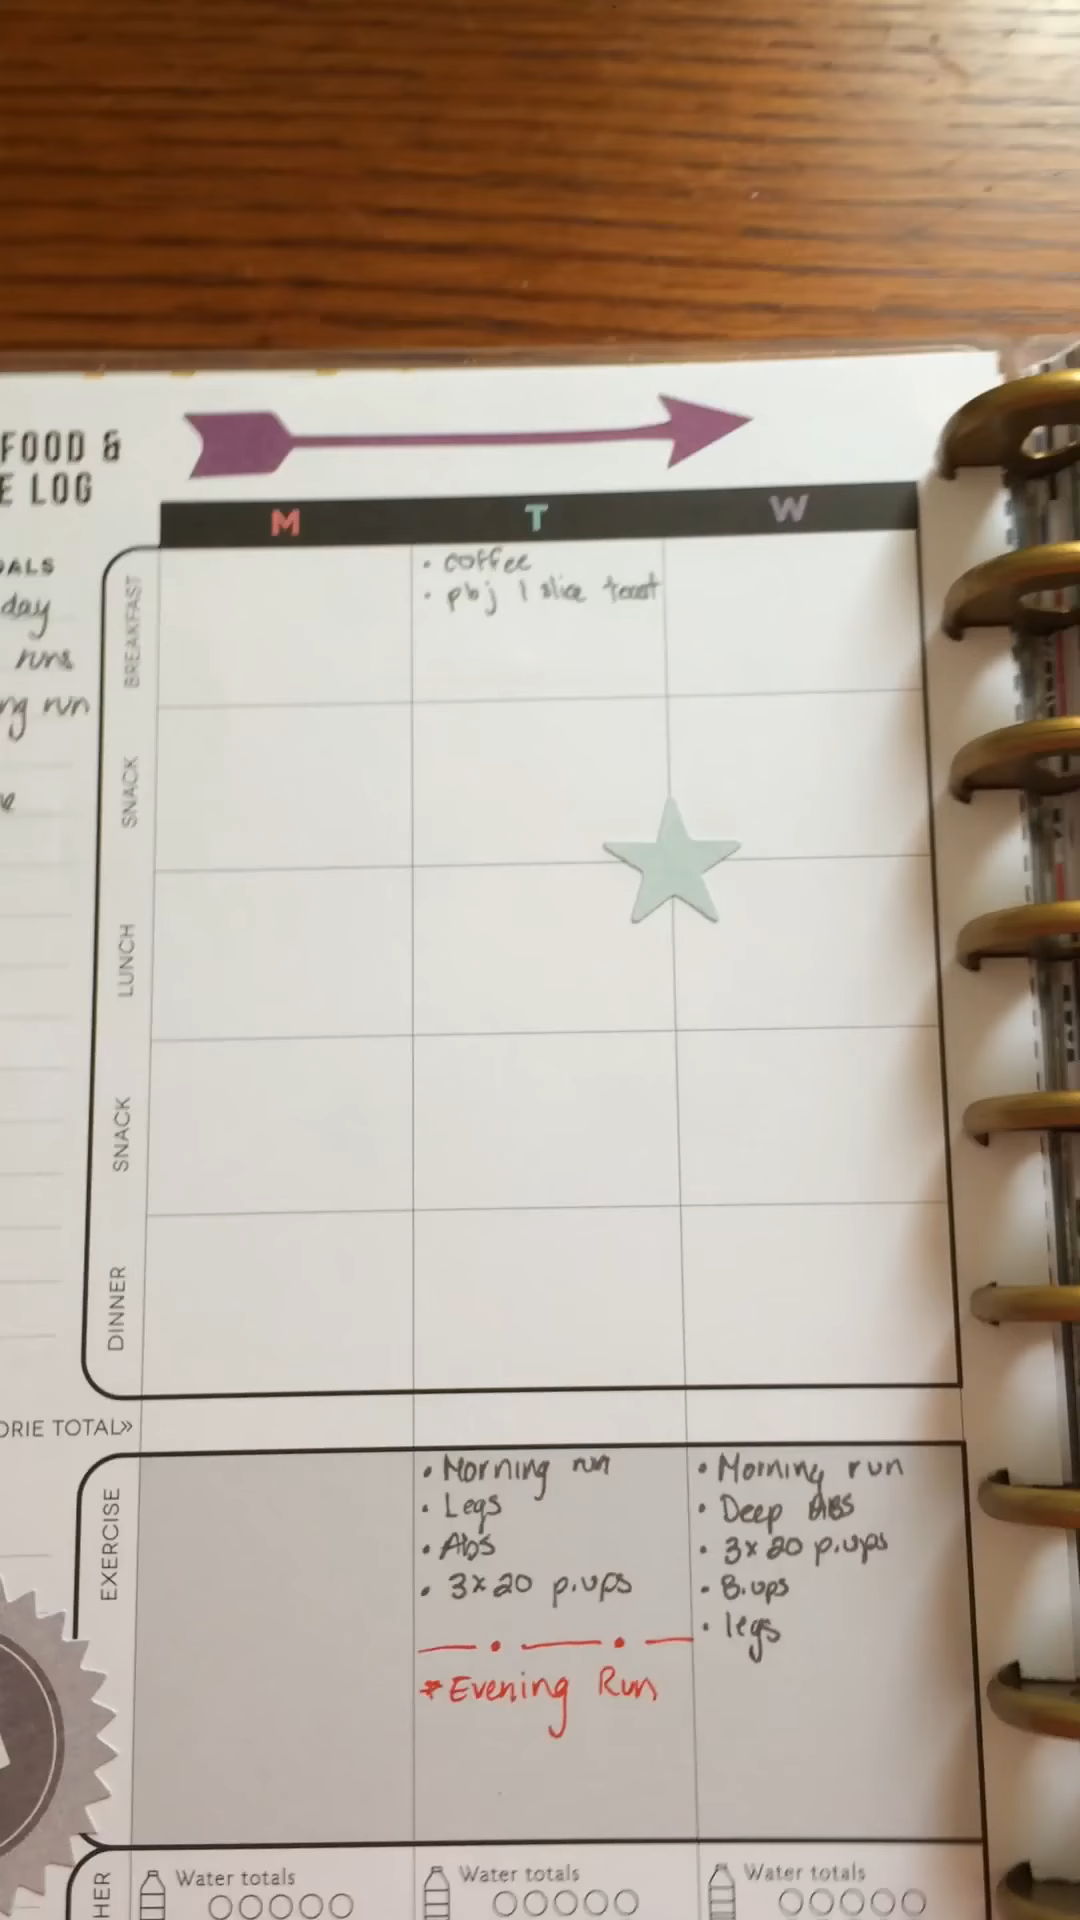 FOOD &
E LOG
M T W
OALS
day
runs
ng run
BREAKFAST
• coffee
• pbj 1 slice toast
SNACK
LUNCH
SNACK
DINNER
ORIE TOTAL»
EXERCISE
• Morning run
• Legs
• Abs
• 3x20 p.ups
*Evening Run
• Morning run
• Deep ABS
• 3x20 p.ups
• B.ups
• legs
HER
Water totals
Water totals
Water totals